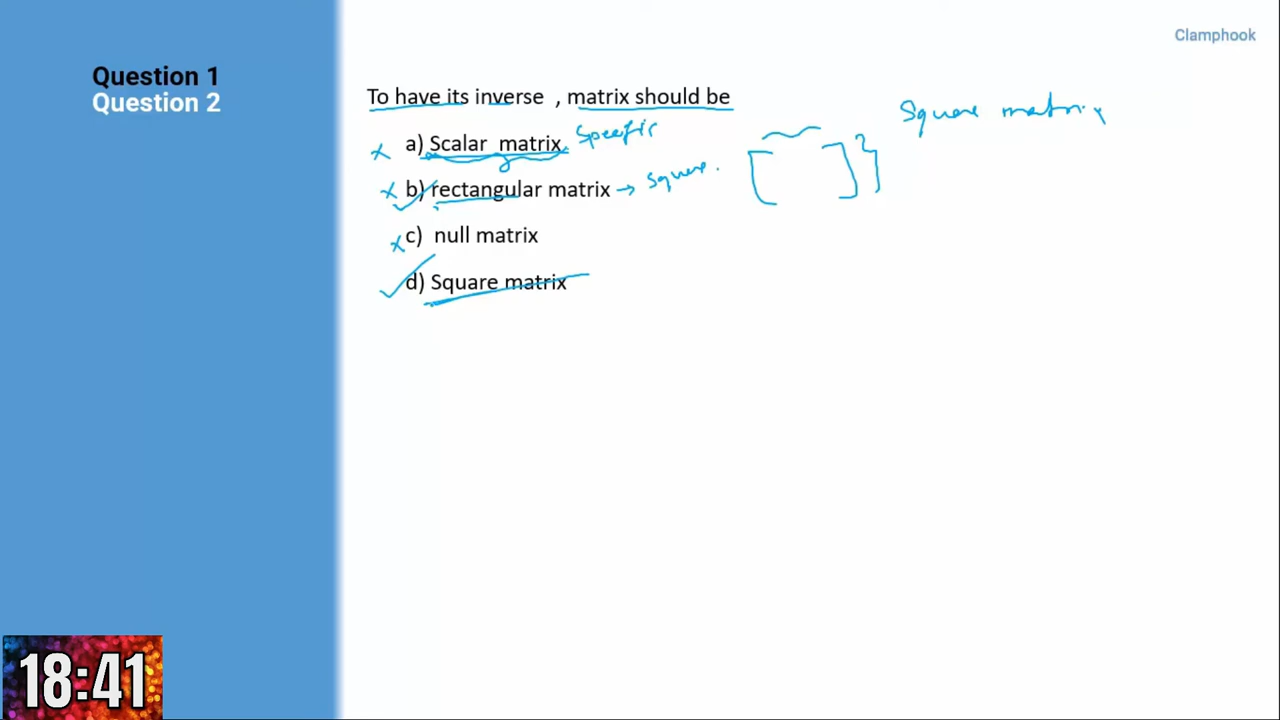 Clamphook
Question 1
Question 2
To have its inverse , matrix should be
Square matrix
a) Scalar matrix. Specific
b) rectangular matrix → Square.
c) null matrix
d) Square matrix
18:41